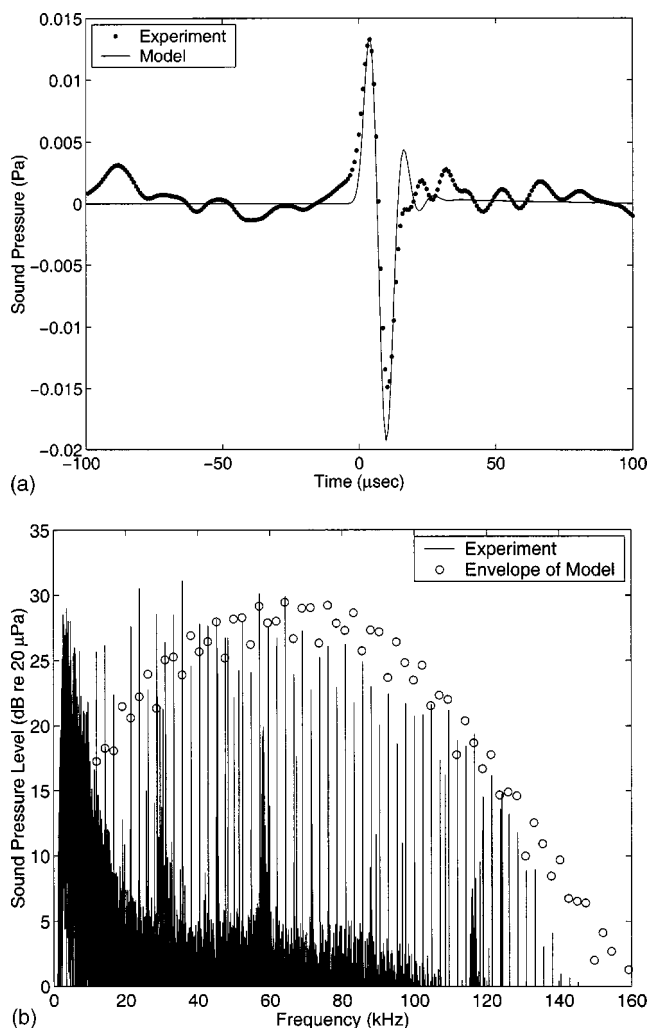 0.015
Experiment
Model
0.01
0.005
0
−0.005
−0.01
−0.015
−0.02
Sound Pressure (Pa)
−100 −50 0 50 100
Time (μsec)
(a)
35
Experiment
Envelope of Model
30
25
20
15
10
5
0
Sound Pressure Level (dB re 20 μPa)
0 20 40 60 80 100 120 140 160
Frequency (kHz)
(b)